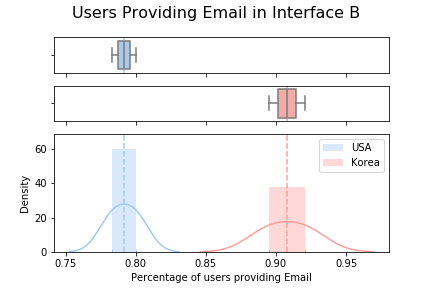 Users Providing Email in Interface B
USA
Korea
60
40
20
0
Density
0.75 0.80 0.85 0.90 0.95
Percentage of users providing Email